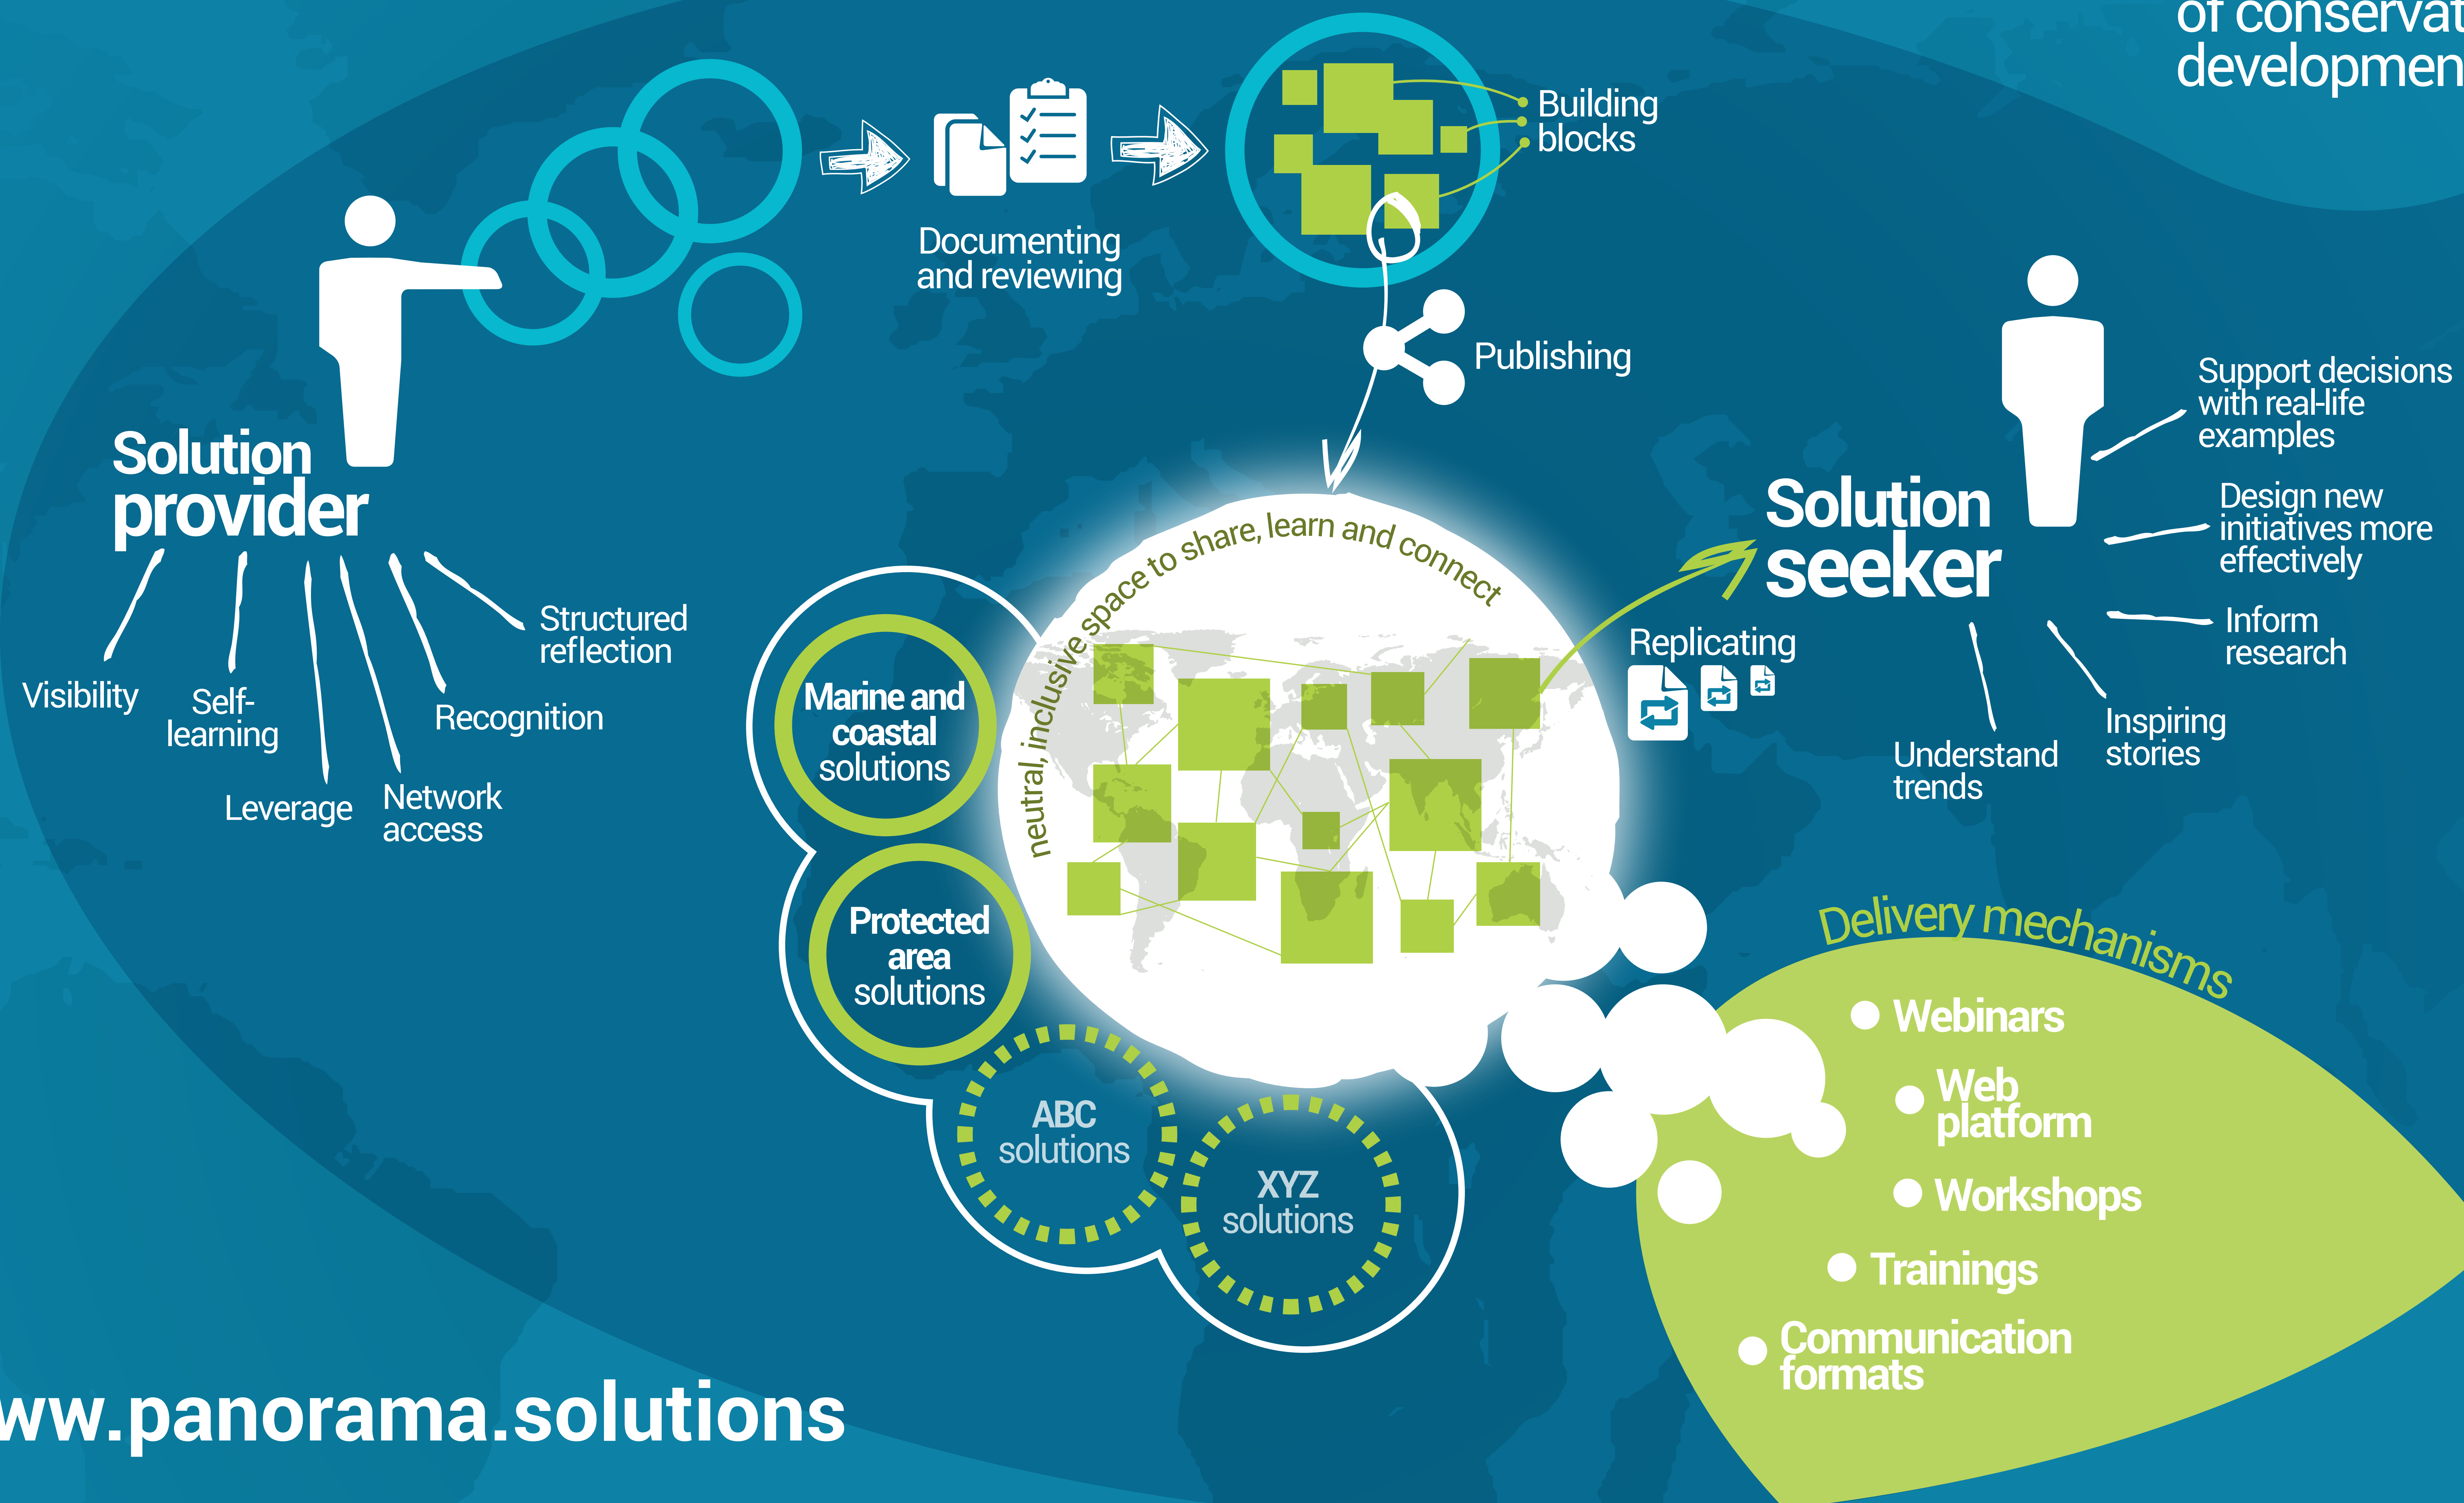 of conservat
developmen
Building
blocks
Documenting
and reviewing
Publishing
Solution
provider
Visibility
Self-
learning
Leverage
Network
access
Recognition
Structured
reflection
neutral, inclusive space to share, learn and connect
Marine and
coastal
solutions
Protected
area
solutions
ABC
solutions
XYZ
solutions
Replicating
Solution
seeker
Support decisions
with real-life
examples
Design new
initiatives more
effectively
Inform
research
Inspiring
stories
Understand
trends
Delivery mechanisms
Webinars
Web
platform
Workshops
Trainings
Communication
formats
ww.panorama.solutions